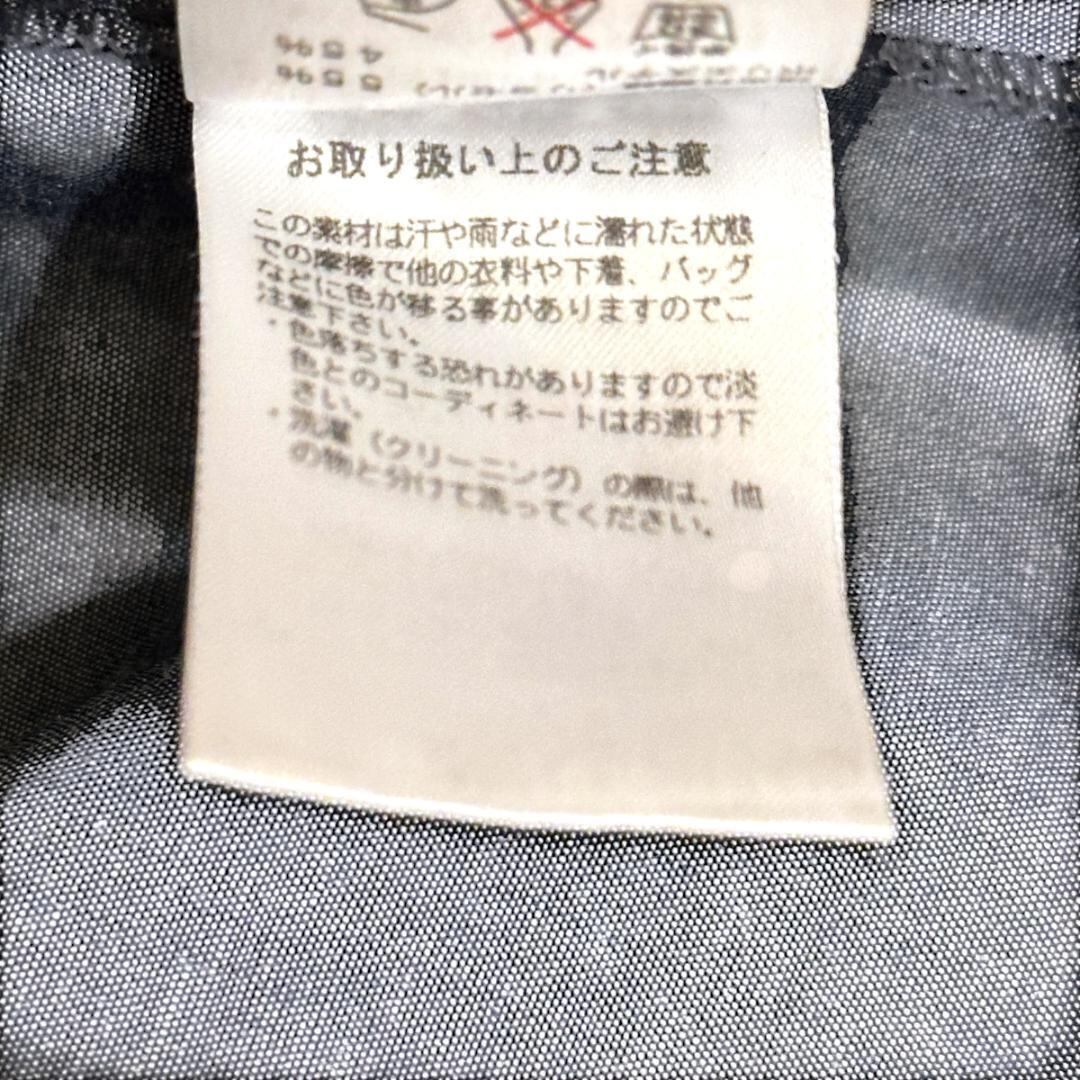 55%
45%
お取り扱い上のご注意
この素材は汗や雨などに濡れた状態
での摩擦で他の衣料や下着、バッグ
などに色が移る事がありますのでご
注意下さい。
・色落ちする恐れがありますので淡
色とのコーディネートはお避け下
さい。
・洗濯（クリーニング）の際は、他
の物と分けて洗ってください。